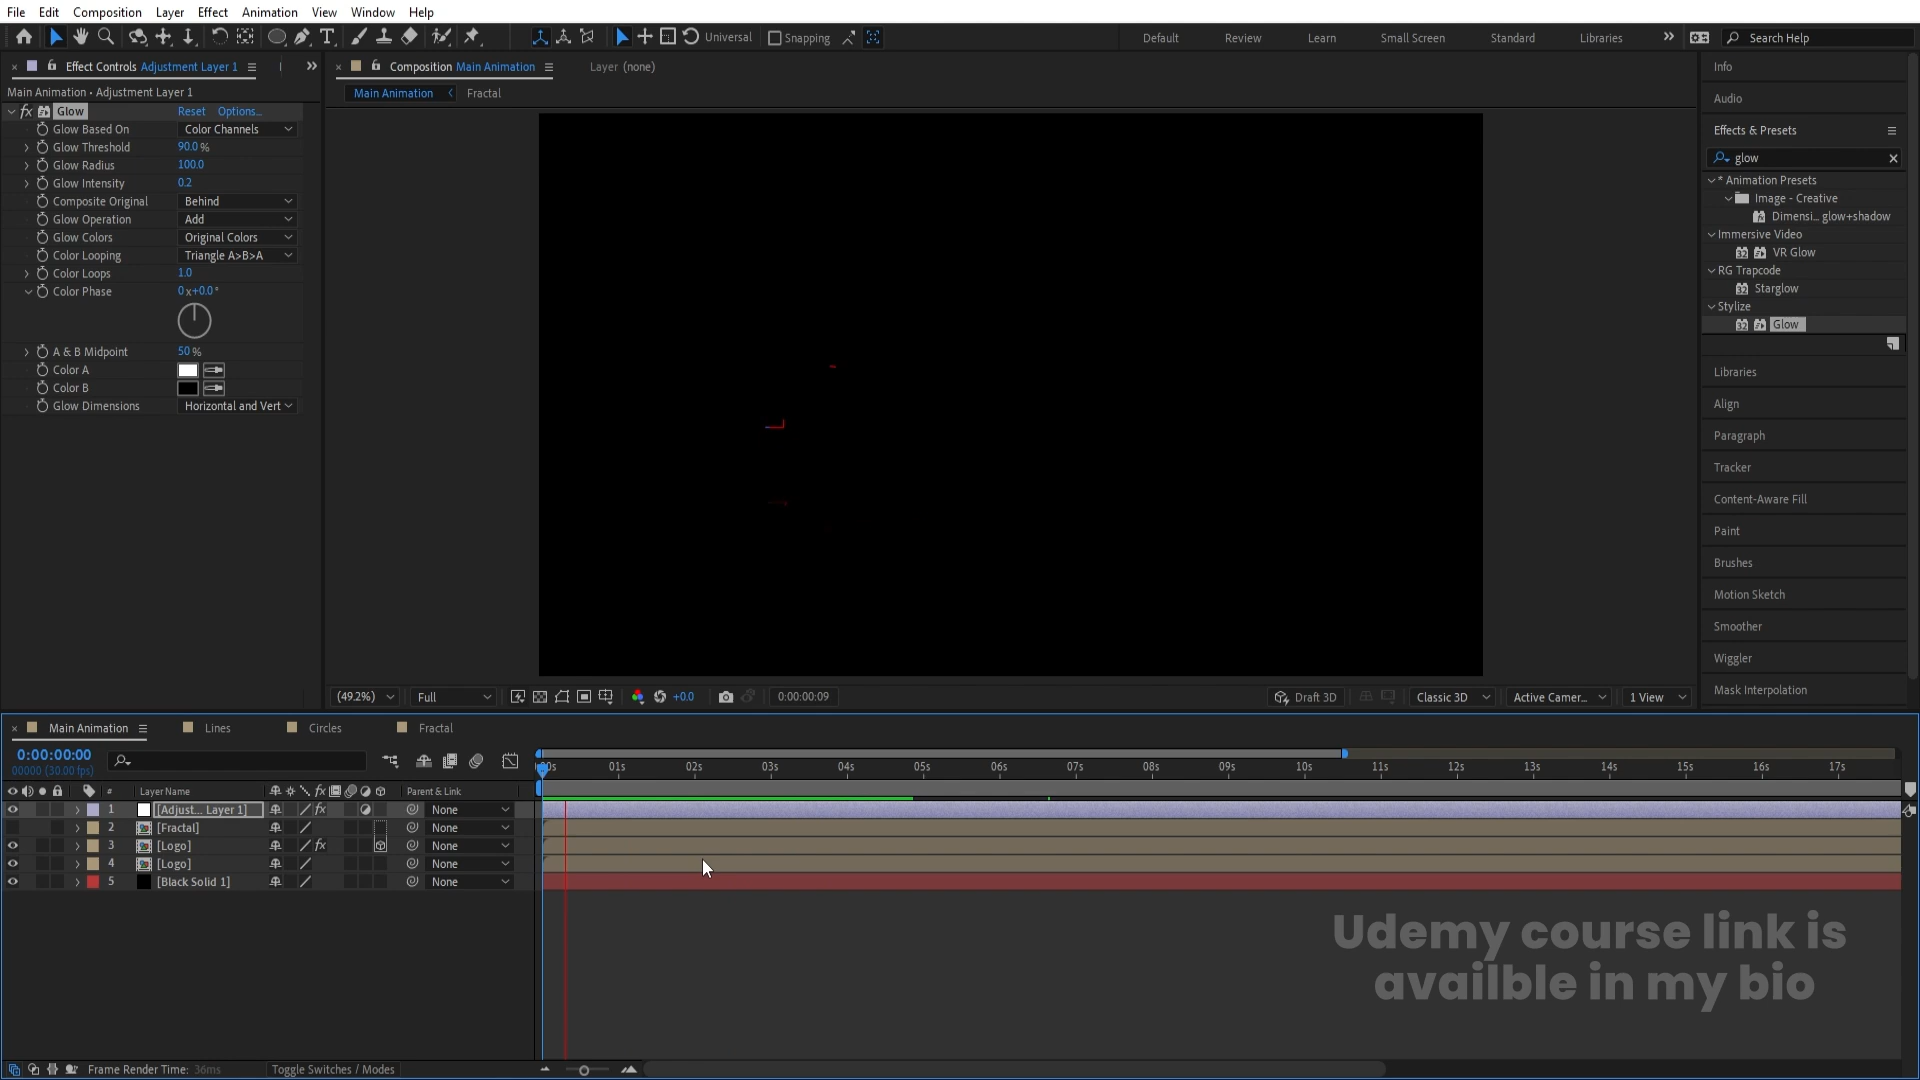 File Edit Composition Layer Effect Animation View Window Help
Universal Snapping Default Review Learn Small Screen Standard Libraries Search Help
Effect Controls Adjustment Layer 1
Composition Main Animation
Layer (none)
Info
Main Animation • Adjustment Layer 1
Main Animation Fractal
Audio
fx Glow Reset Options...
Glow Based On Color Channels
Glow Threshold 90.0 %
Glow Radius 100.0
Glow Intensity 0.2
Composite Original Behind
Glow Operation Add
Glow Colors Original Colors
Color Looping Triangle A>B>A
Color Loops 1.0
Color Phase 0 x+0.0 °
A & B Midpoint 50 %
Color A
Color B
Glow Dimensions Horizontal and Vert
Effects & Presets
glow
* Animation Presets
Image - Creative
Dimensi... glow+shadow
Immersive Video
32 VR Glow
RG Trapcode
32 Starglow
Stylize
32 Glow
Libraries
Align
Paragraph
Tracker
Content-Aware Fill
Paint
Brushes
Motion Sketch
Smoother
Wiggler
Mask Interpolation
(49.2%) Full +0.0 0:00:00:09 Draft 3D Classic 3D Active Camer... 1 View
Main Animation Lines Circles Fractal
0:00:00:00
00000 (30.00 fps)
01s 02s 03s 04s 05s 06s 07s 08s 09s 10s 11s 12s 13s 14s 15s 16s 17s
# Layer Name fx Parent & Link
1 [Adjust... Layer 1] fx None
2 [Fractal] None
3 [Logo] fx None
4 [Logo] None
5 [Black Solid 1] None
Udemy course link is
availble in my bio
Frame Render Time: 36ms Toggle Switches / Modes